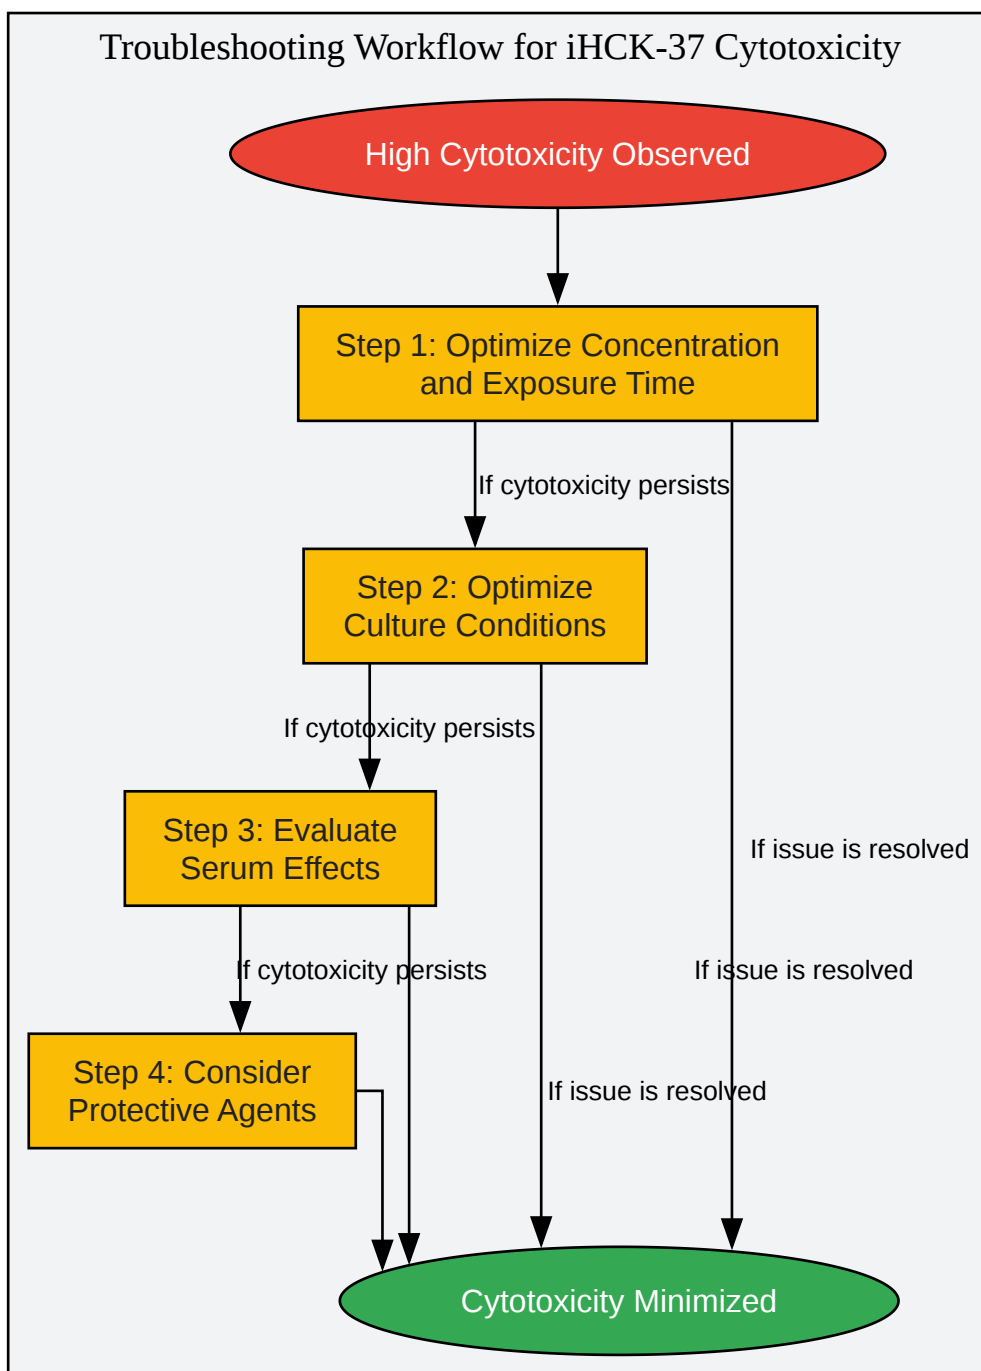 Troubleshooting Workflow for iHCK-37 Cytotoxicity
High Cytotoxicity Observed
Step 1: Optimize Concentration
and Exposure Time
If cytotoxicity persists
Step 2: Optimize
Culture Conditions
If cytotoxicity persists
Step 3: Evaluate
Serum Effects
If issue is resolved
If cytotoxicity persists
If issue is resolved
Step 4: Consider
Protective Agents
If issue is resolved
Cytotoxicity Minimized